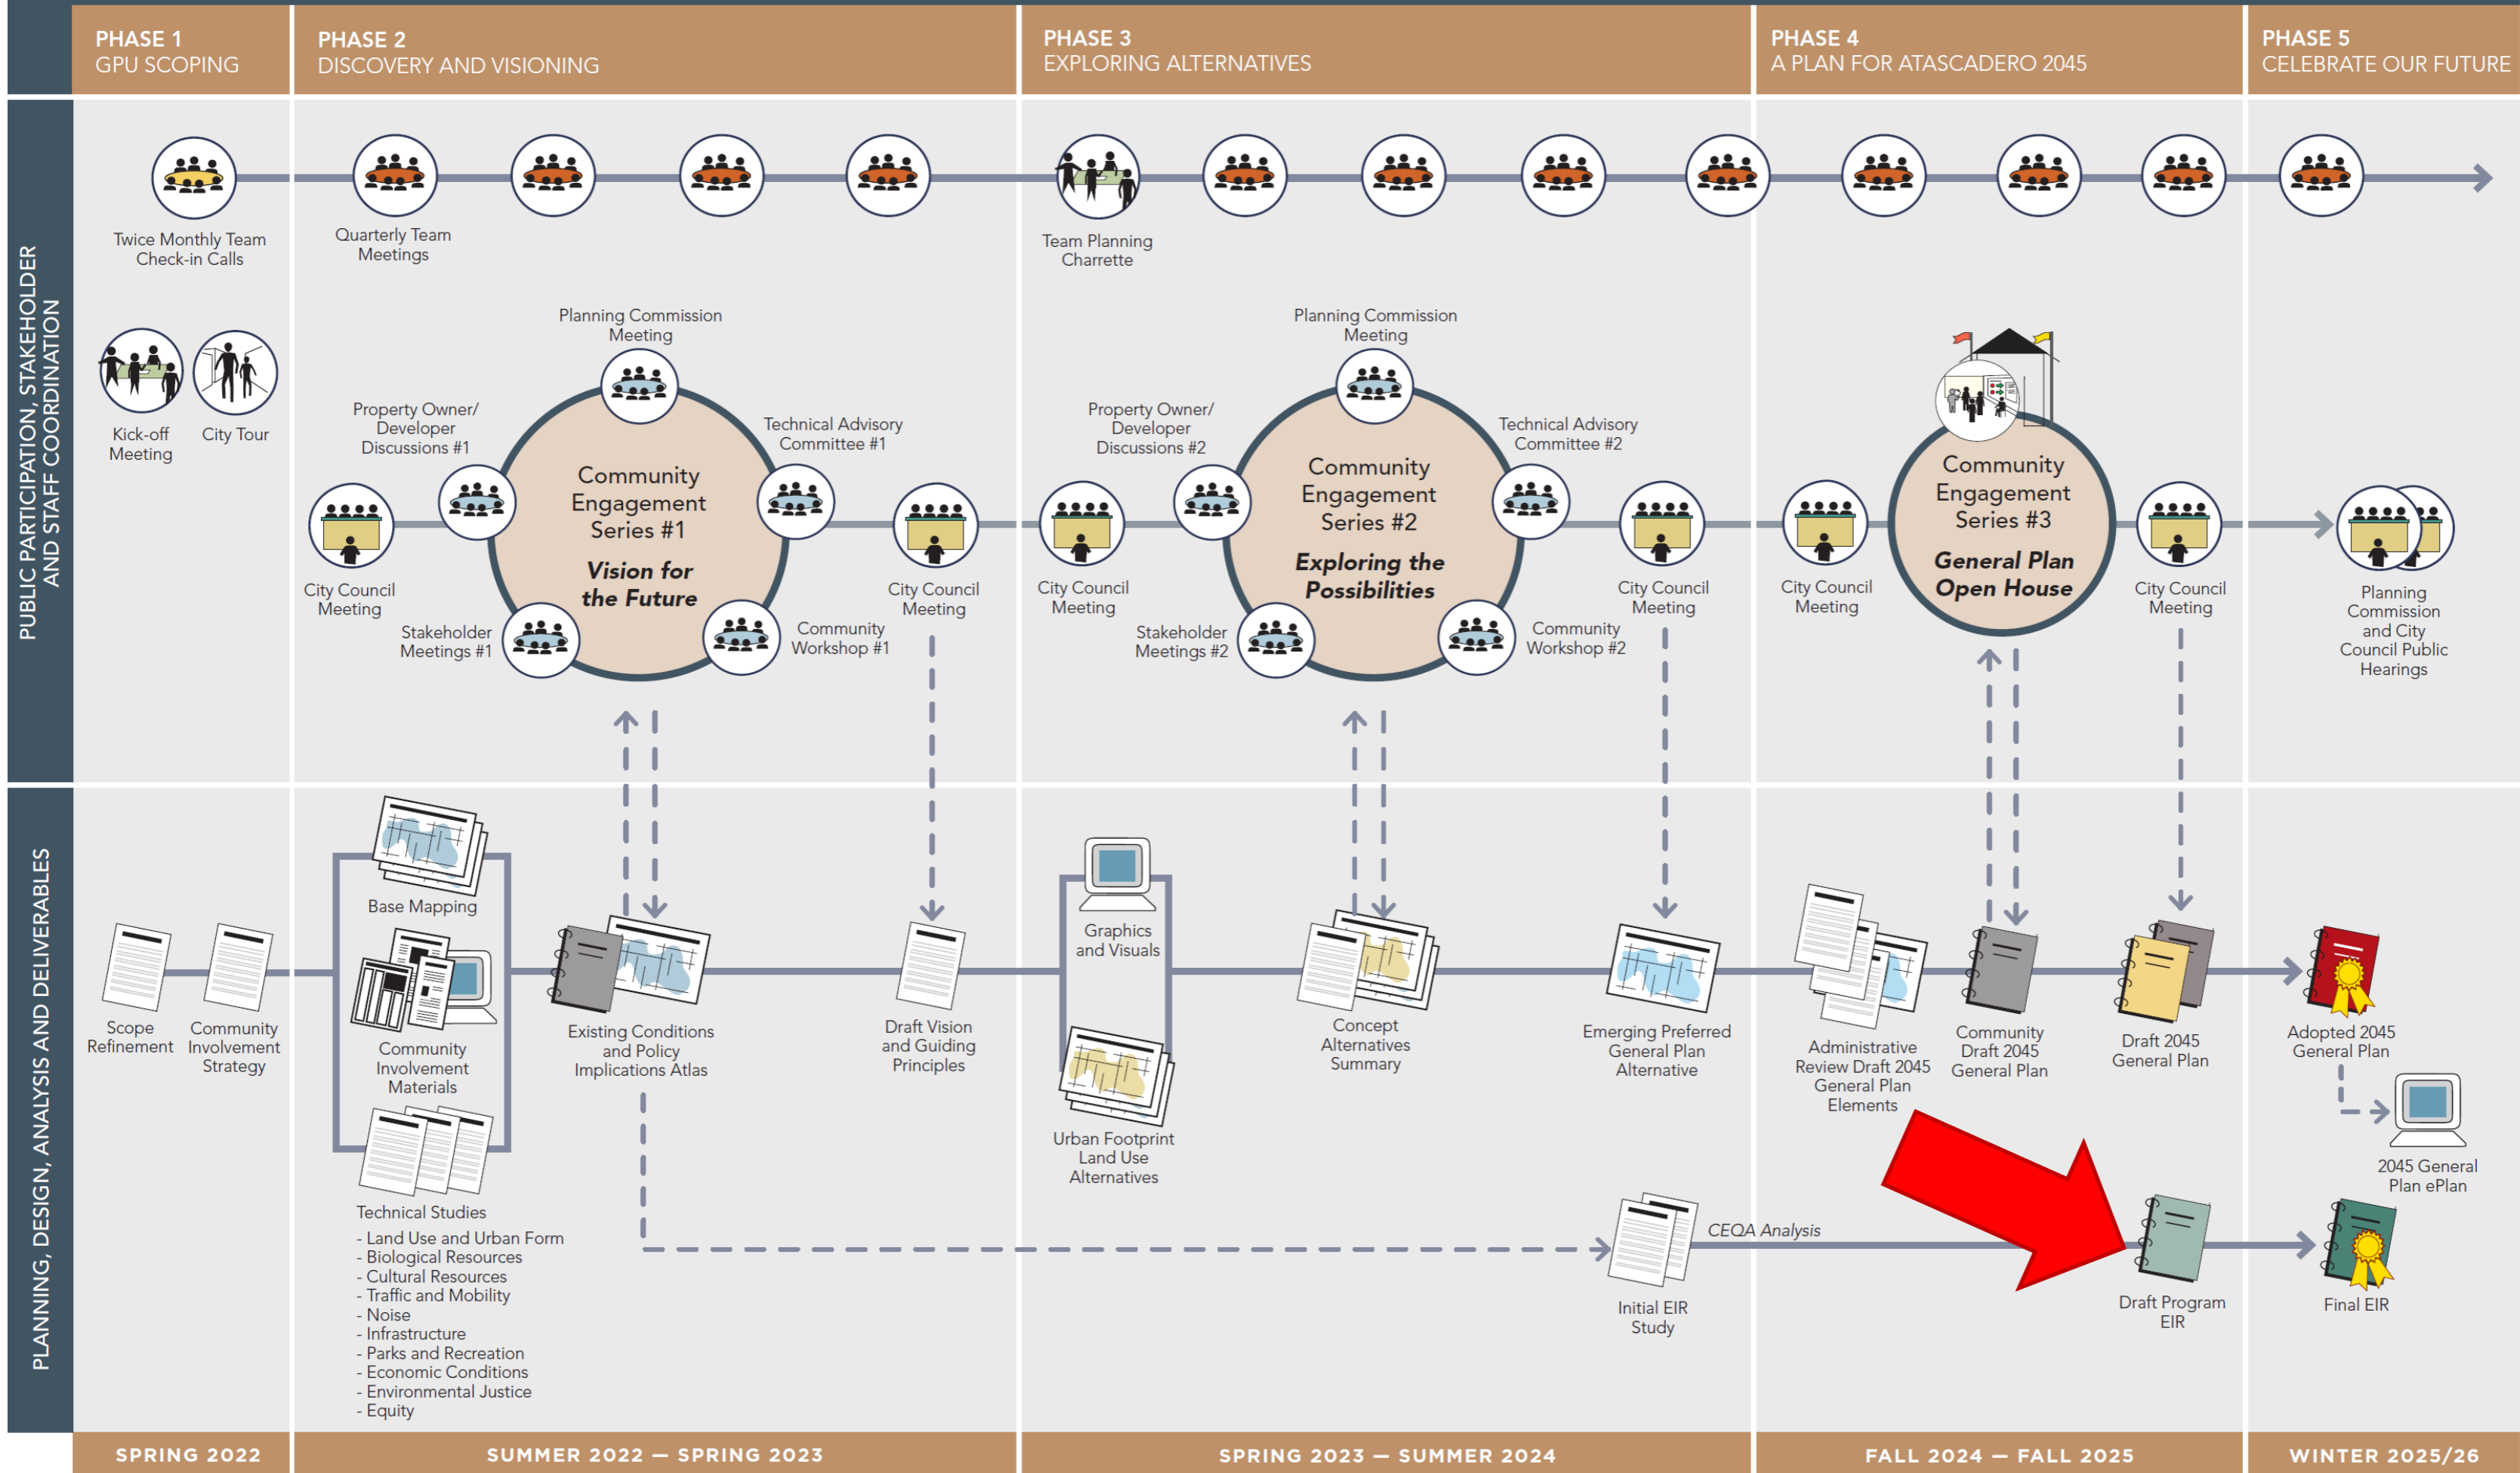 PHASE 1
GPU SCOPING
PHASE 2
DISCOVERY AND VISIONING
PHASE 3
EXPLORING ALTERNATIVES
PHASE 4
A PLAN FOR ATASCADERO 2045
PHASE 5
CELEBRATE OUR FUTURE
PUBLIC PARTICIPATION, STAKEHOLDER
AND STAFF COORDINATION
Twice Monthly Team
Check-in Calls
Quarterly Team
Meetings
Team Planning
Charrette
Kick-off
Meeting
City Tour
Planning Commission
Meeting
Property Owner/
Developer
Discussions #1
Technical Advisory
Committee #1
Community
Engagement
Series #1
Vision for
the Future
City Council
Meeting
Stakeholder
Meetings #1
Community
Workshop #1
City Council
Meeting
Planning Commission
Meeting
Property Owner/
Developer
Discussions #2
Technical Advisory
Committee #2
Community
Engagement
Series #2
Exploring the
Possibilities
City Council
Meeting
Stakeholder
Meetings #2
Community
Workshop #2
City Council
Meeting
City Council
Meeting
Community
Engagement
Series #3
General Plan
Open House
City Council
Meeting
Planning
Commission
and City
Council Public
Hearings
PLANNING, DESIGN, ANALYSIS AND DELIVERABLES
Scope
Refinement
Community
Involvement
Strategy
Base Mapping
Community
Involvement
Materials
Technical Studies
- Land Use and Urban Form
- Biological Resources
- Cultural Resources
- Traffic and Mobility
- Noise
- Infrastructure
- Parks and Recreation
- Economic Conditions
- Environmental Justice
- Equity
Existing Conditions
and Policy
Implications Atlas
Draft Vision
and Guiding
Principles
Graphics
and Visuals
Urban Footprint
Land Use
Alternatives
Concept
Alternatives
Summary
Emerging Preferred
General Plan
Alternative
Initial EIR
Study
CEQA Analysis
Administrative
Review Draft 2045
General Plan
Elements
Community
Draft 2045
General Plan
Draft 2045
General Plan
Draft Program
EIR
Adopted 2045
General Plan
2045 General
Plan ePlan
Final EIR
SPRING 2022
SUMMER 2022 — SPRING 2023
SPRING 2023 — SUMMER 2024
FALL 2024 — FALL 2025
WINTER 2025/26